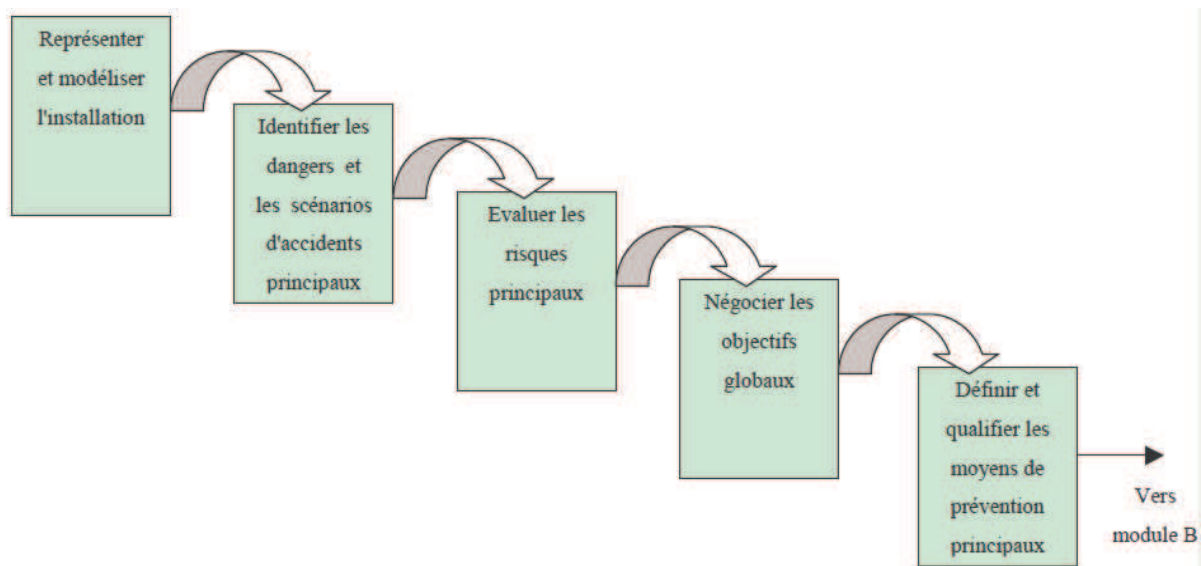 Représenter
et modéliser
l'installation
Identifier les
dangers et
les scénarios
d'accidents
principaux
Evaluer les
risques
principaux
Négocier les
objectifs
globaux
Définir et
qualifier les
moyens de
prévention
principaux
Vers
module B